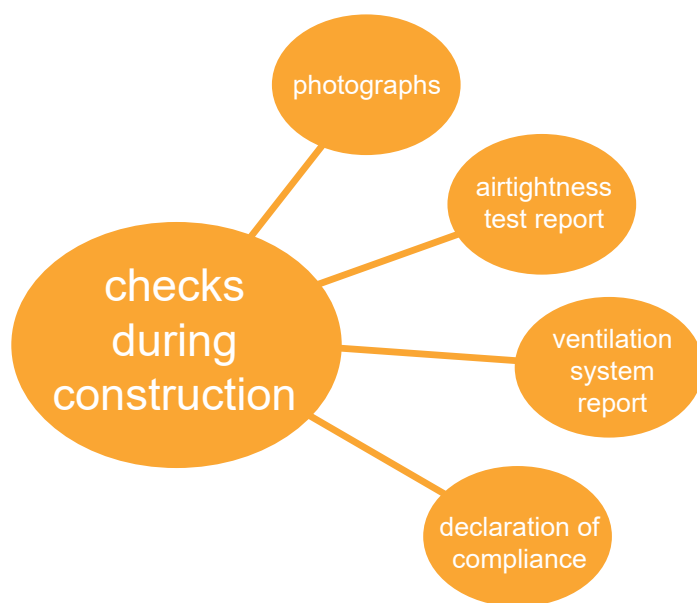 photographs
airtightness
test report
checks
during
construction
ventilation
system
report
declaration of
compliance